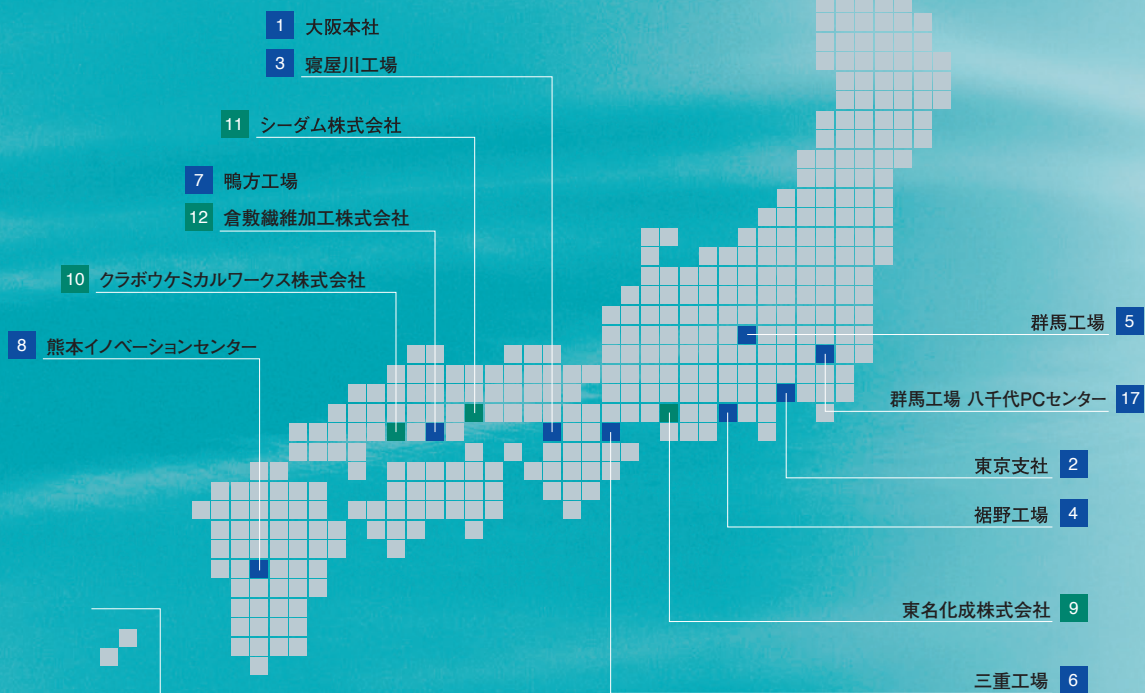 1 大阪本社
3 寝屋川工場
11 シーダム株式会社
7 鴨方工場
12 倉敷繊維加工株式会社
10 クラボウケミカルワークス株式会社
8 熊本イノベーションセンター
群馬工場 5
群馬工場 八千代PCセンター 17
東京支社 2
裾野工場 4
東名化成株式会社 9
三重工場 6